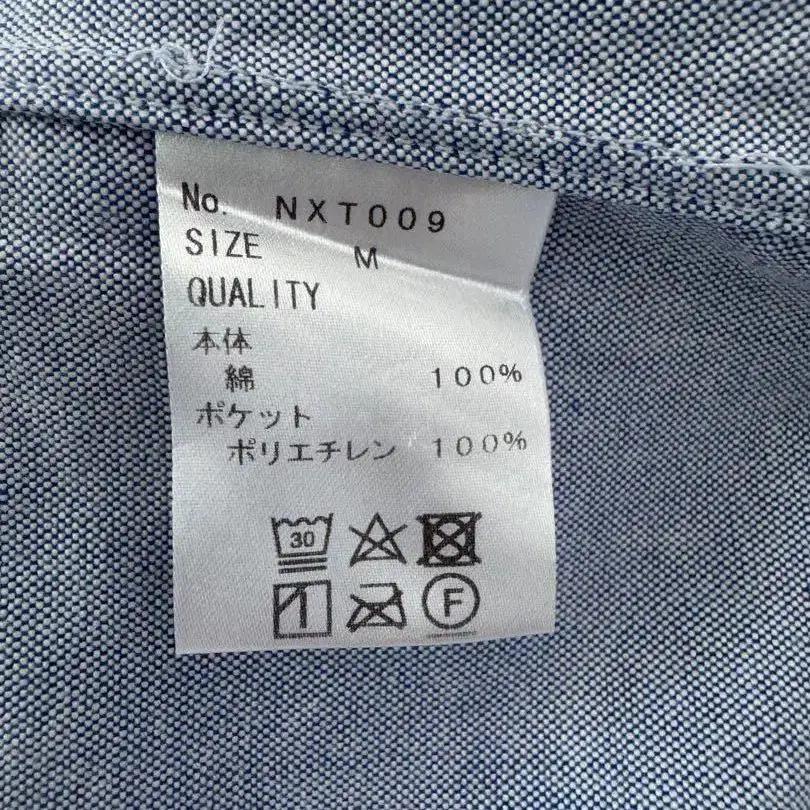 No. NXT009
SIZE M
QUALITY
本体
綿 100%
ポケット
ポリエチレン 100%
30
F